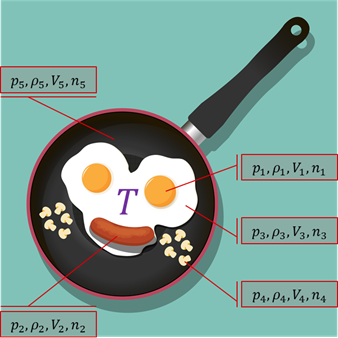 p₅, ρ₅, V₅, n₅
T
p₁, ρ₁, V₁, n₁
p₃, ρ₃, V₃, n₃
p₄, ρ₄, V₄, n₄
p₂, ρ₂, V₂, n₂